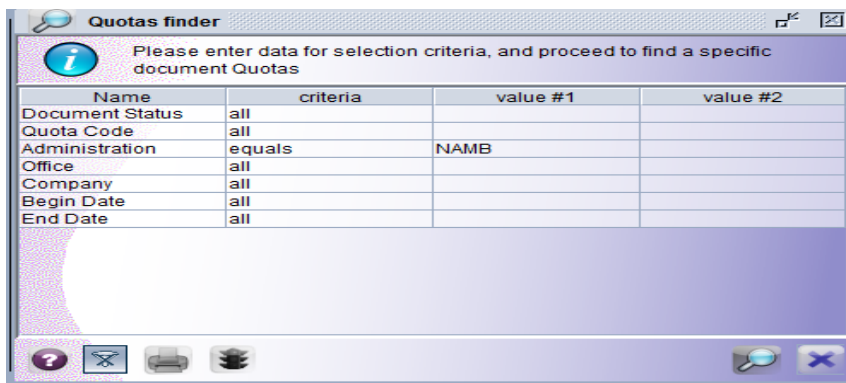 Quotas finder
Please enter data for selection criteria, and proceed to find a specific
document Quotas
Name criteria value #1 value #2
Document Status all
Quota Code all
Administration equals NAMB
Office all
Company all
Begin Date all
End Date all